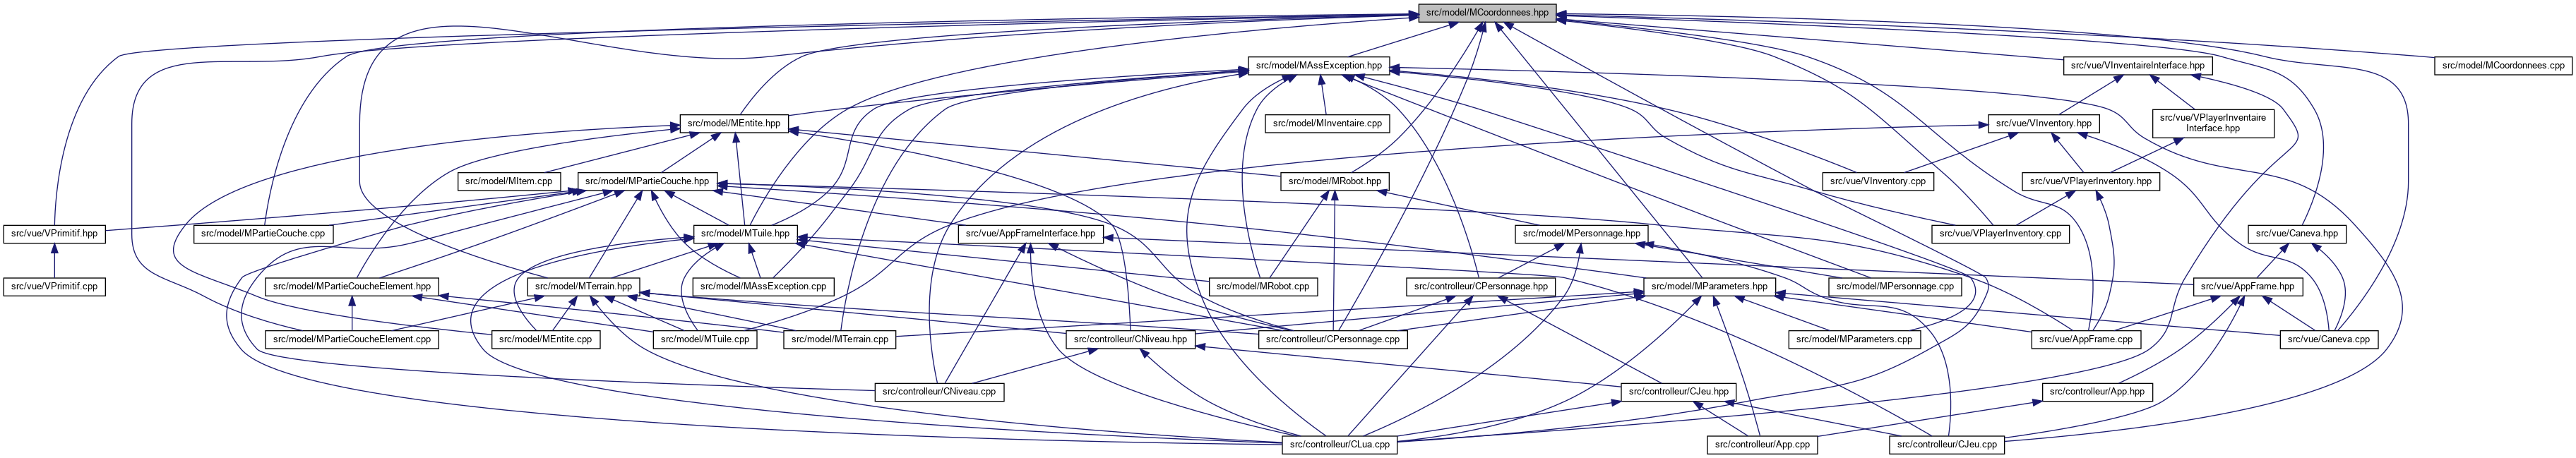 src/model/MCoordonnees.hpp
src/model/MAssException.hpp
src/vue/VInventaireInterface.hpp
src/model/MCoordonnees.cpp
src/model/MEntite.hpp
src/model/MInventaire.cpp
src/vue/VInventory.hpp
src/vue/VPlayerInventaire
Interface.hpp
src/model/MItem.cpp
src/model/MPartieCouche.hpp
src/model/MRobot.hpp
src/vue/VInventory.cpp
src/vue/VPlayerInventory.hpp
src/vue/VPrimitif.hpp
src/model/MPartieCouche.cpp
src/model/MTuile.hpp
src/vue/AppFrameInterface.hpp
src/model/MPersonnage.hpp
src/vue/VPlayerInventory.cpp
src/vue/Caneva.hpp
src/vue/VPrimitif.cpp
src/model/MPartieCoucheElement.hpp
src/model/MTerrain.hpp
src/model/MAssException.cpp
src/model/MRobot.cpp
src/controlleur/CPersonnage.hpp
src/model/MParameters.hpp
src/model/MPersonnage.cpp
src/vue/AppFrame.hpp
src/model/MPartieCoucheElement.cpp
src/model/MEntite.cpp
src/model/MTuile.cpp
src/model/MTerrain.cpp
src/controlleur/CNiveau.hpp
src/controlleur/CPersonnage.cpp
src/model/MParameters.cpp
src/vue/AppFrame.cpp
src/vue/Caneva.cpp
src/controlleur/CNiveau.cpp
src/controlleur/CJeu.hpp
src/controlleur/App.hpp
src/controlleur/CLua.cpp
src/controlleur/App.cpp
src/controlleur/CJeu.cpp